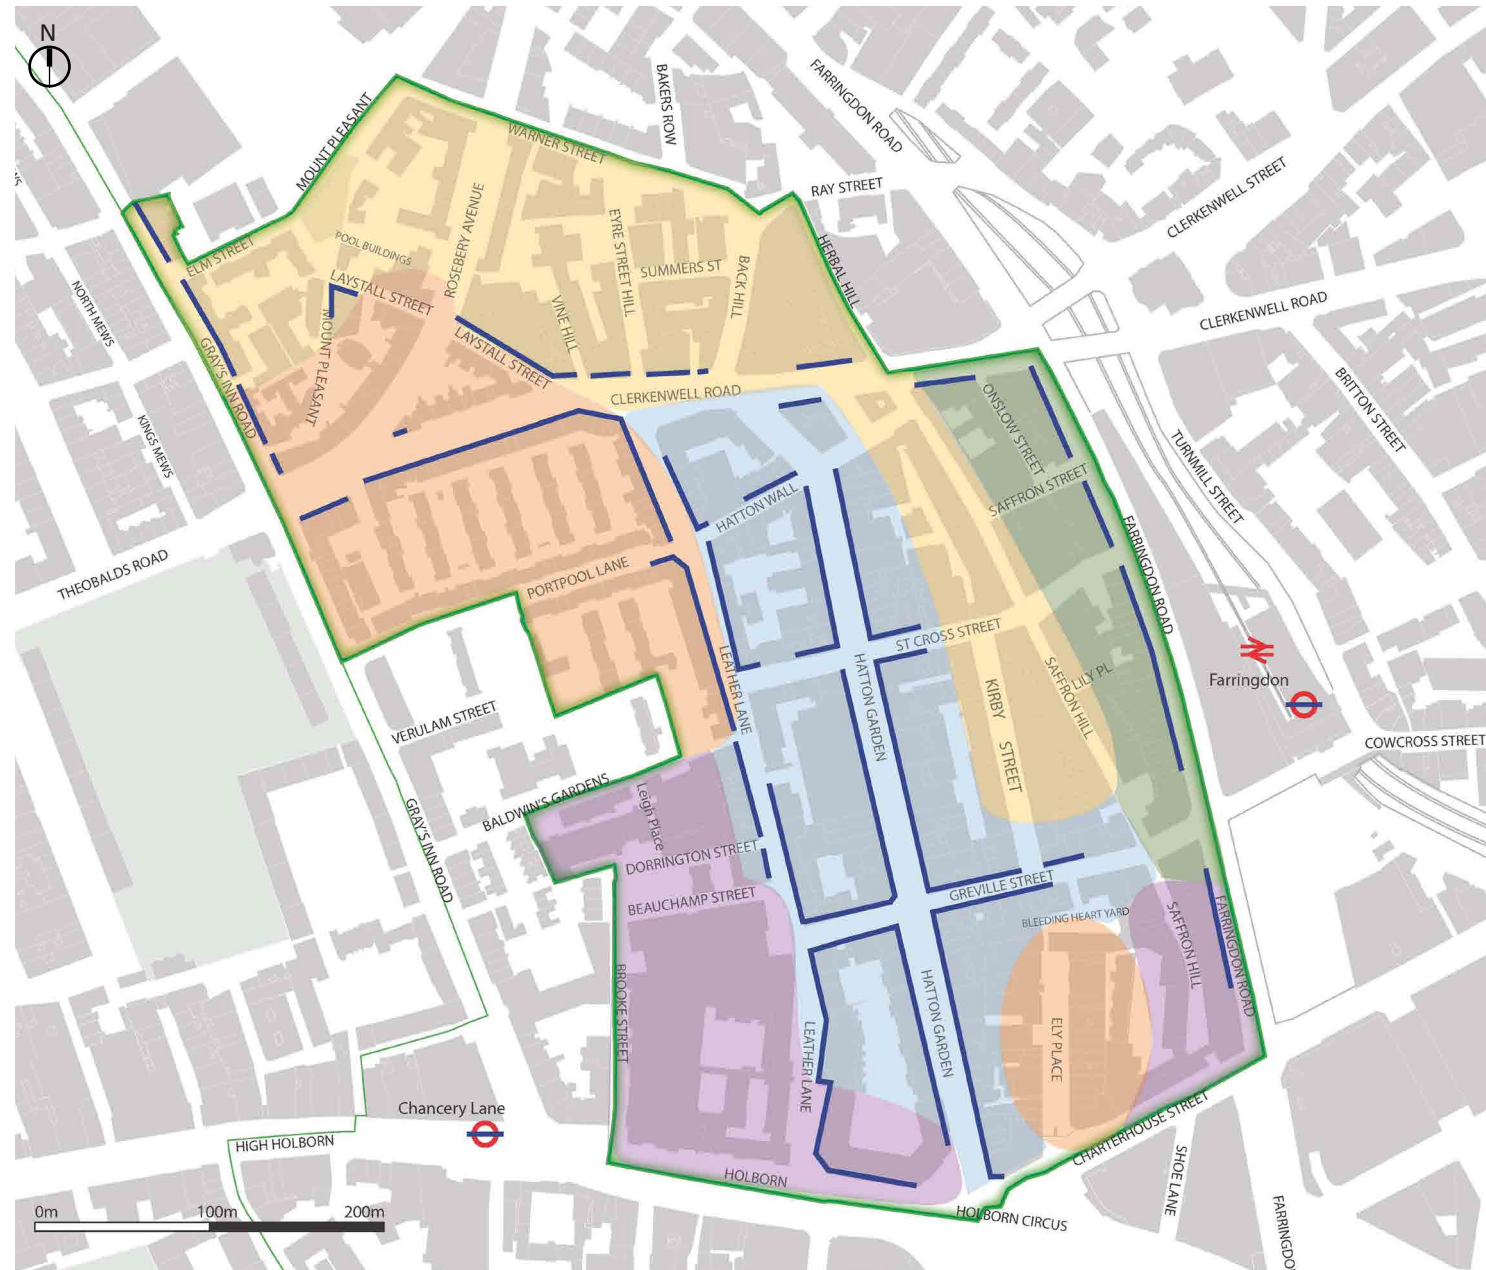 N
MOUNT PLEASANT
WARNER STREET
BAKERS ROW
FARRINGDON ROAD
RAY STREET
CLERKENWELL STREET
ELM STREET
POOL BUILDINGS
ROSEBERY AVENUE
EYRE STREET HILL
SUMMERS ST
BACK HILL
HERBAL HILL
NORTH MEWS
LAYSTALL STREET
MOUNT PLEASANT
VINE HILL
LAYSTALL STREET
CLERKENWELL ROAD
CLERKENWELL ROAD
GRAY'S INN ROAD
KINGS MEWS
ONSLOW STREET
BRITTON STREET
TURNMILL STREET
SAFFRON STREET
HATTON WALL
FARRINGDON ROAD
THEOBALDS ROAD
PORTPOOL LANE
ST CROSS STREET
LEATHER LANE
HATTON GARDEN
KIRBY
STREET
SAFFRON HILL
LILY PL
Farringdon
VERULAM STREET
COWCROSS STREET
BALDWIN'S GARDENS
Leigh Place
GRAY'S INN ROAD
DORRINGTON STREET
BEAUCHAMP STREET
GREVILLE STREET
BLEEDING HEART YARD
SAFFRON HILL
FARRINGDON ROAD
BROOKE STREET
LEATHER LANE
HATTON GARDEN
ELY PLACE
Chancery Lane
HIGH HOLBORN
CHARTERHOUSE STREET
SHOE LANE
HOLBORN
HOLBORN CIRCUS
FARRINGDO
0m
100m
200m